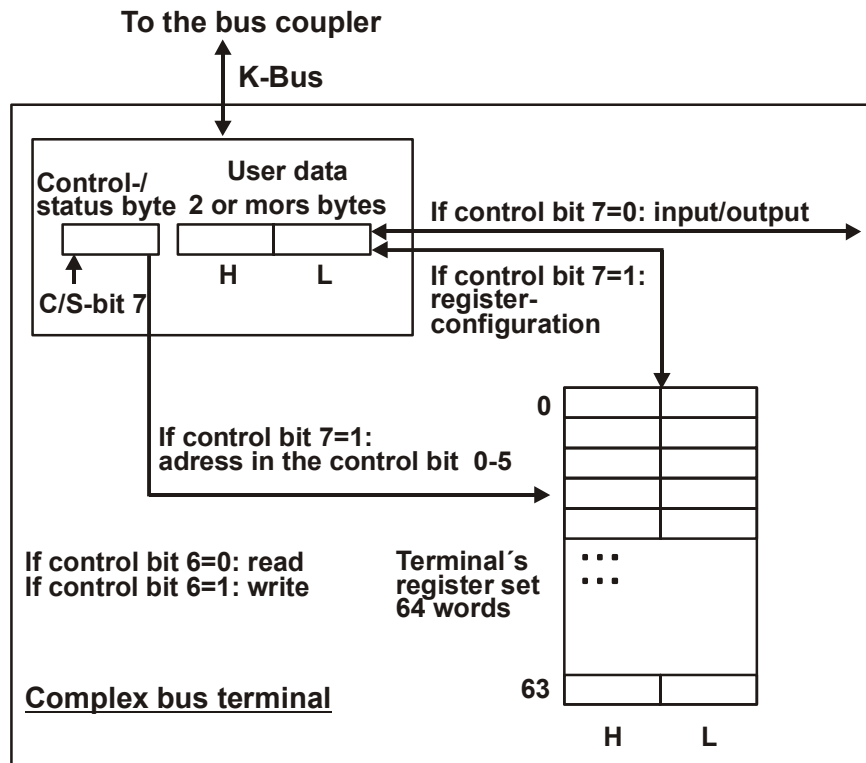 To the bus coupler
K-Bus
User data
2 or mors bytes
Control-/
status byte
H
L
C/S-bit 7
If control bit 7=0: input/output
If control bit 7=1:
register-
configuration
0
If control bit 7=1:
adress in the control bit 0-5
If control bit 6=0: read
If control bit 6=1: write
Terminal´s
register set
64 words
63
Complex bus terminal
H
L